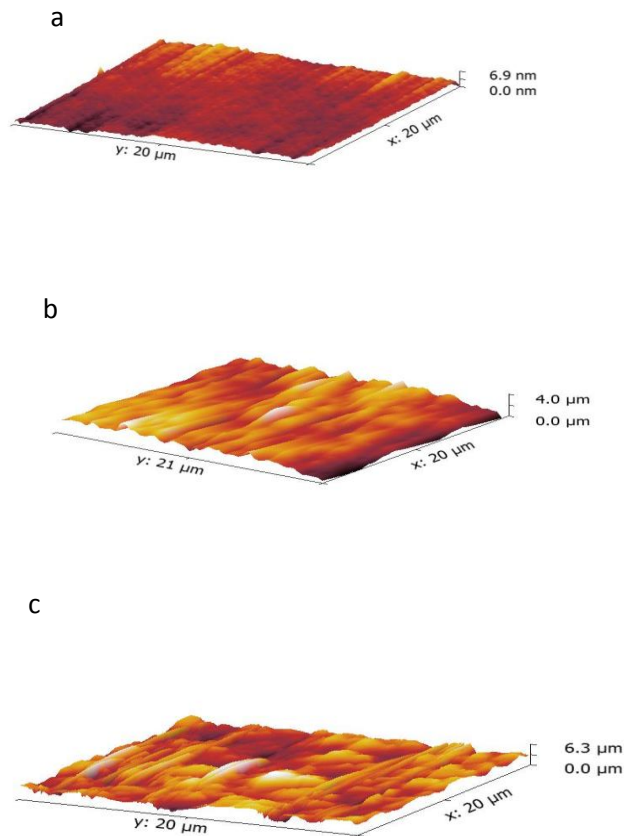 a
6.9 nm
0.0 nm
x: 20 µm
y: 20 µm
b
4.0 µm
0.0 µm
x: 20 µm
y: 21 µm
c
6.3 µm
0.0 µm
x: 20 µm
y: 20 µm